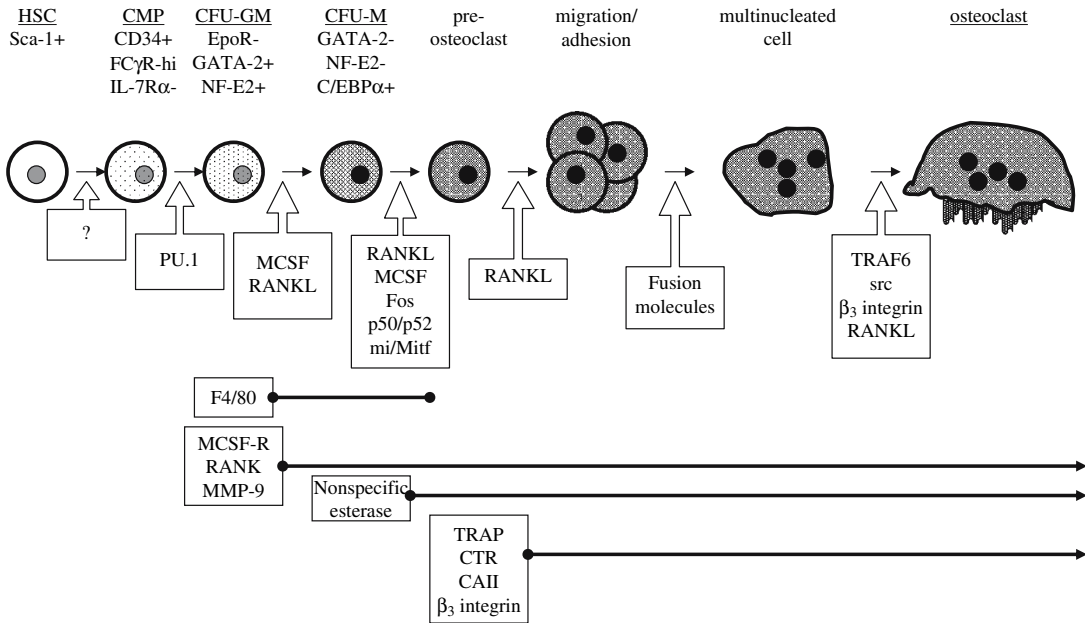 HSC
Sca-1+
CMP
CD34+
FCγR-hi
IL-7Rα-
CFU-GM
EpoR-
GATA-2+
NF-E2+
CFU-M
GATA-2-
NF-E2-
C/EBPα+
pre-
osteoclast
migration/
adhesion
multinucleated
cell
osteoclast
?
PU.1
MCSF
RANKL
RANKL
MCSF
Fos
p50/p52
mi/Mitf
RANKL
Fusion
molecules
TRAF6
src
β3 integrin
RANKL
F4/80
MCSF-R
RANK
MMP-9
Nonspecific
esterase
TRAP
CTR
CAII
β3 integrin